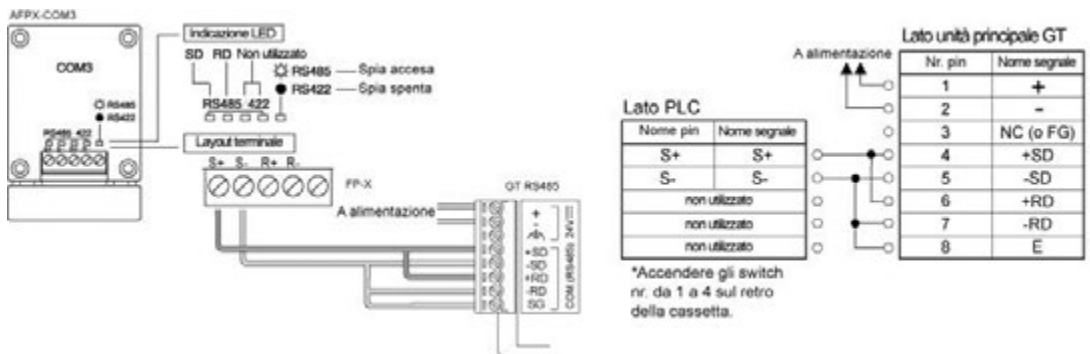 AFPX-COM3
COM3
RS485
RS422
RS485 422
Indicazione LED
SD RD Non utilizzato
RS485 Spia accesa
RS422 Spia spenta
RS485 422
Layout terminale
S+ S- R+ R-
FP-X
A alimentazione
GT RS485
+
-
24V
+SD
-SD
+RD
-RD
SG
COM.(RS485)
Lato PLC
Nome pin Nome segnale
S+ S+
S- S-
non utilizzato
non utilizzato
non utilizzato
*Accendere gli switch
nr. da 1 a 4 sul retro
della cassetta.
A alimentazione
Lato unità principale GT
Nr. pin Nome segnale
1 +
2 -
3 NC (o FG)
4 +SD
5 -SD
6 +RD
7 -RD
8 E